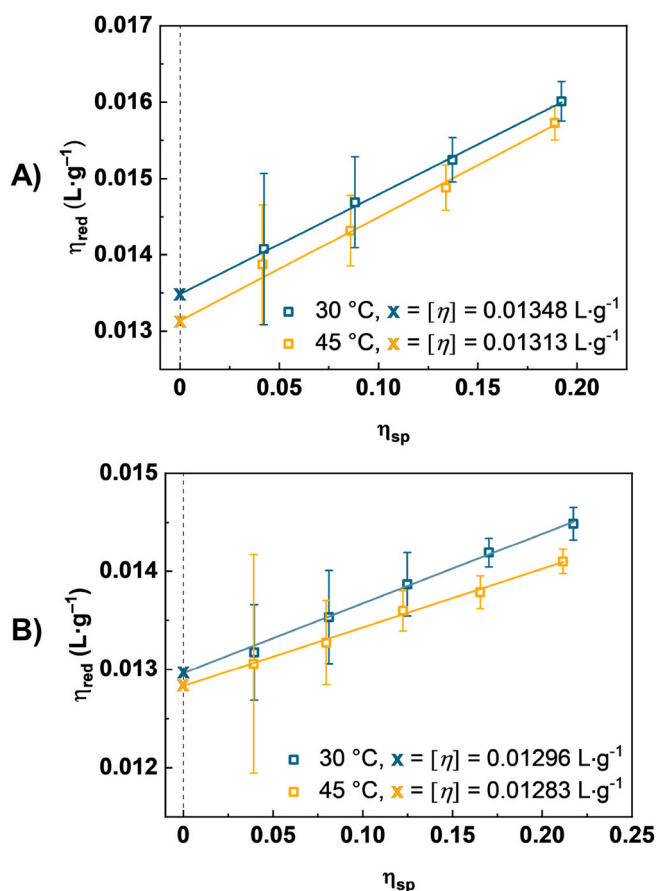 A)
η_red (L·g⁻¹)
0.017
0.016
0.015
0.014
0.013
30 °C, x = [η] = 0.01348 L·g⁻¹
45 °C, x = [η] = 0.01313 L·g⁻¹
0 0.05 0.10 0.15 0.20
η_sp
B)
η_red (L·g⁻¹)
0.015
0.014
0.013
0.012
30 °C, x = [η] = 0.01296 L·g⁻¹
45 °C, x = [η] = 0.01283 L·g⁻¹
0 0.05 0.10 0.15 0.20 0.25
η_sp